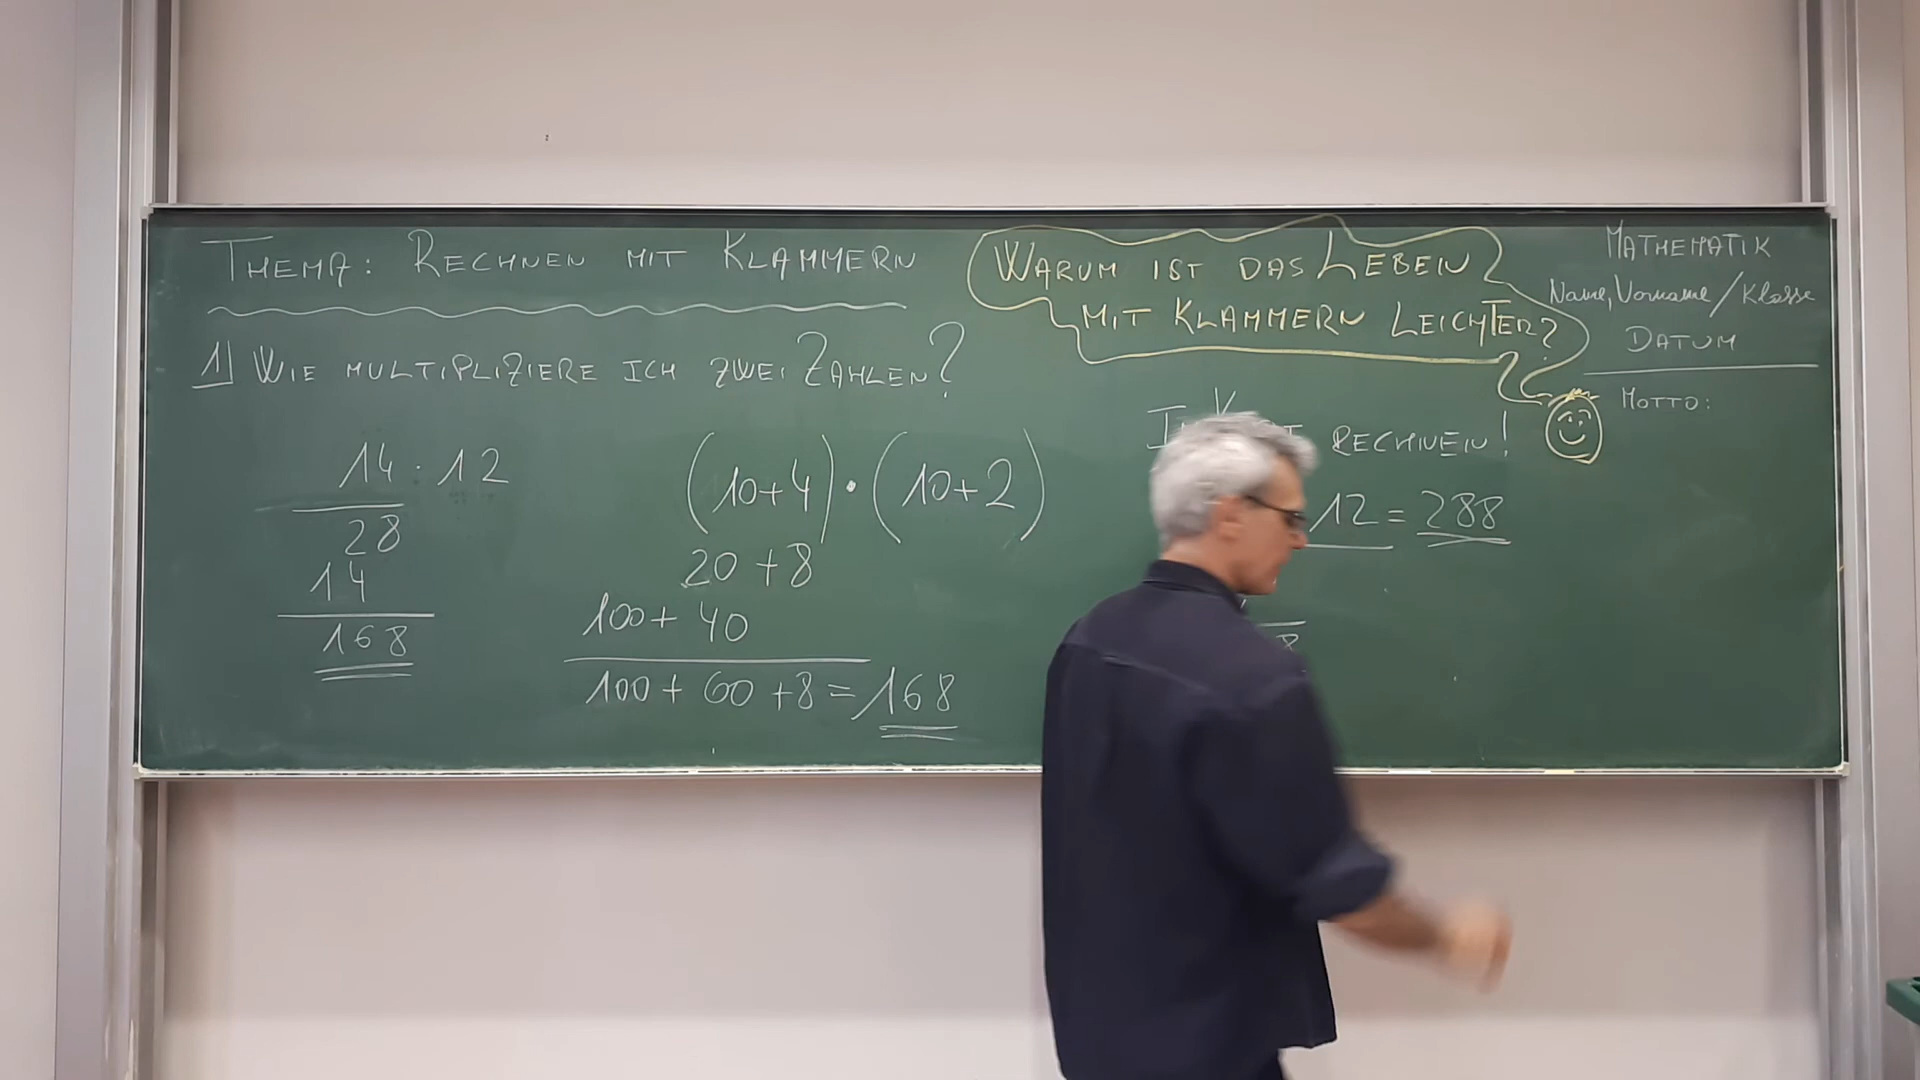 THEMA: RECHNEN MIT KLAMMERN
1) WIE MULTIPLIZIERE ICH ZWEI ZAHLEN?
14 · 12
28
14
168
(10+4) · (10+2)
20 + 8
100 + 40
100 + 60 + 8 = 168
WARUM IST DAS LEBEN
MIT KLAMMERN LEICHTER?
RECHNEN!
12 = 288
8
MATHEMATIK
Name, Vorname / Klasse
DATUM
MOTTO: